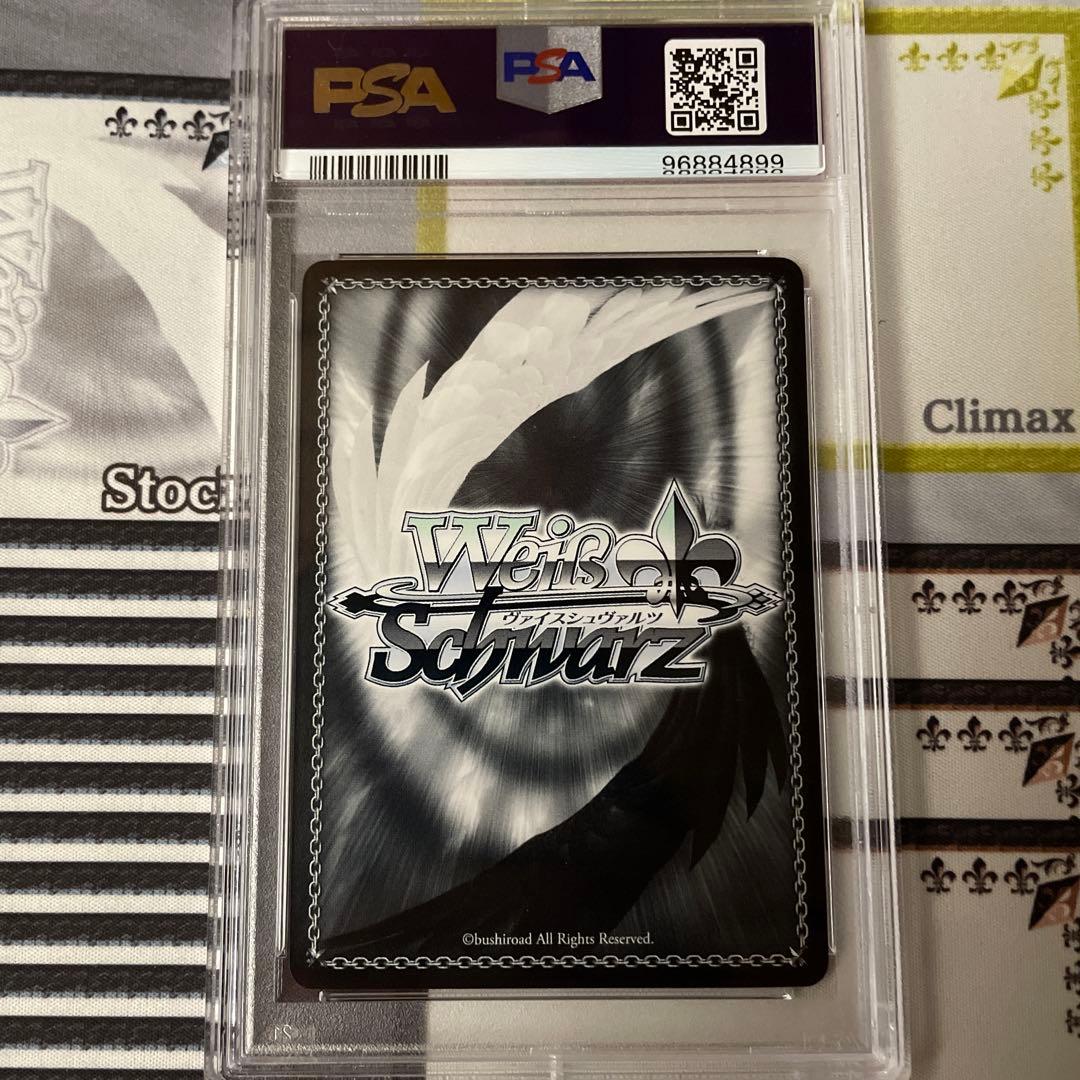 PSA
PSA
96884899
Stock
Climax
Weiß
ヴァイスシュヴァルツ
Schwarz
©bushiroad All Rights Reserved.